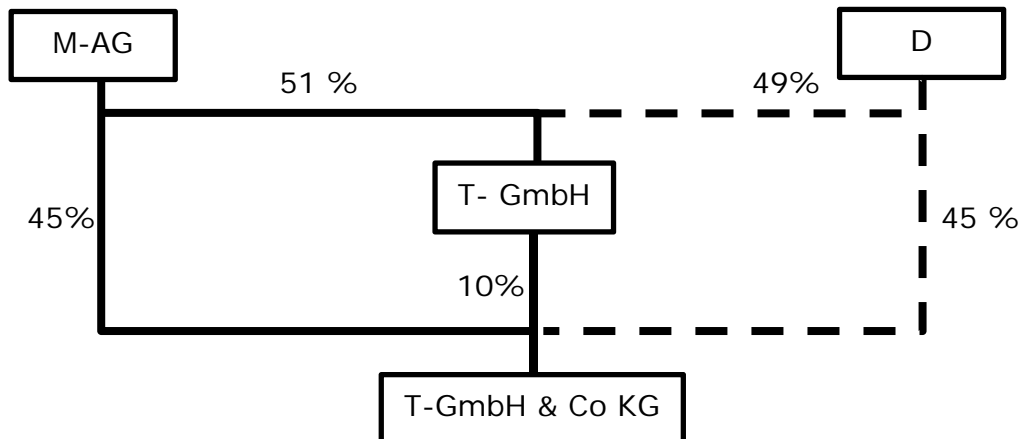 M-AG
D
51 %
49%
T- GmbH
45%
45 %
10%
T-GmbH & Co KG